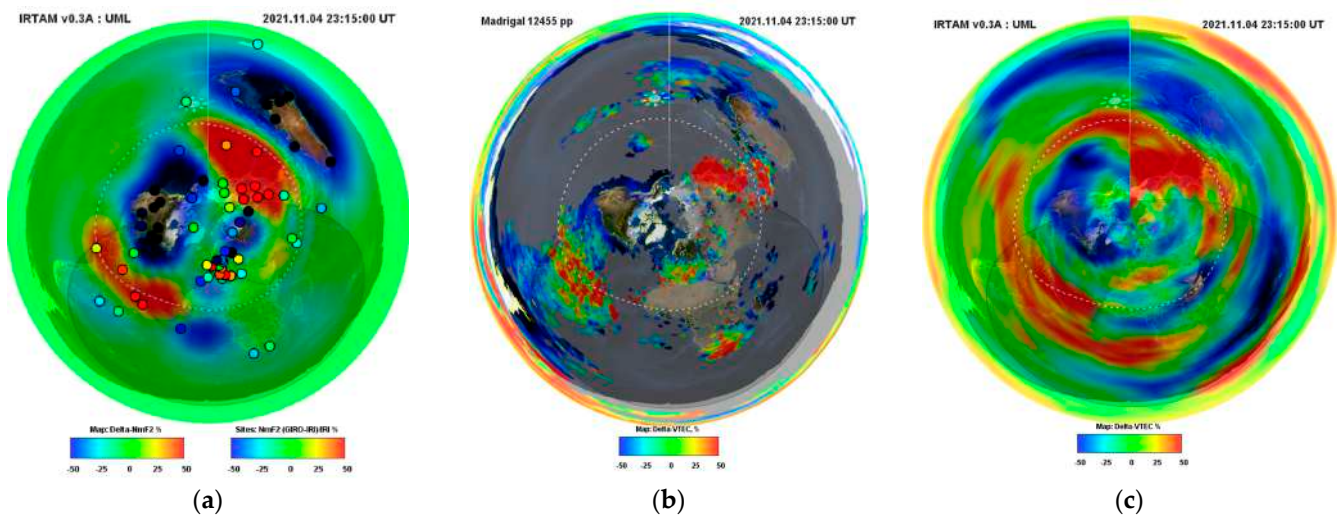 IRTAM v0.3A : UML 2021.11.04 23:15:00 UT
Madrigal 12455 pp 2021.11.04 23:15:00 UT
IRTAM v0.3A : UML 2021.11.04 23:15:00 UT
Map: Delta-NmF2 %
-50 -25 0 25 50
Sites: NmF2 (GIRO-IRI)/IRI %
-50 -25 0 25 50
Map: Delta-VTEC, %
-50 -25 0 25 50
Map: Delta-VTEC %
-50 -25 0 25 50
(a) (b) (c)